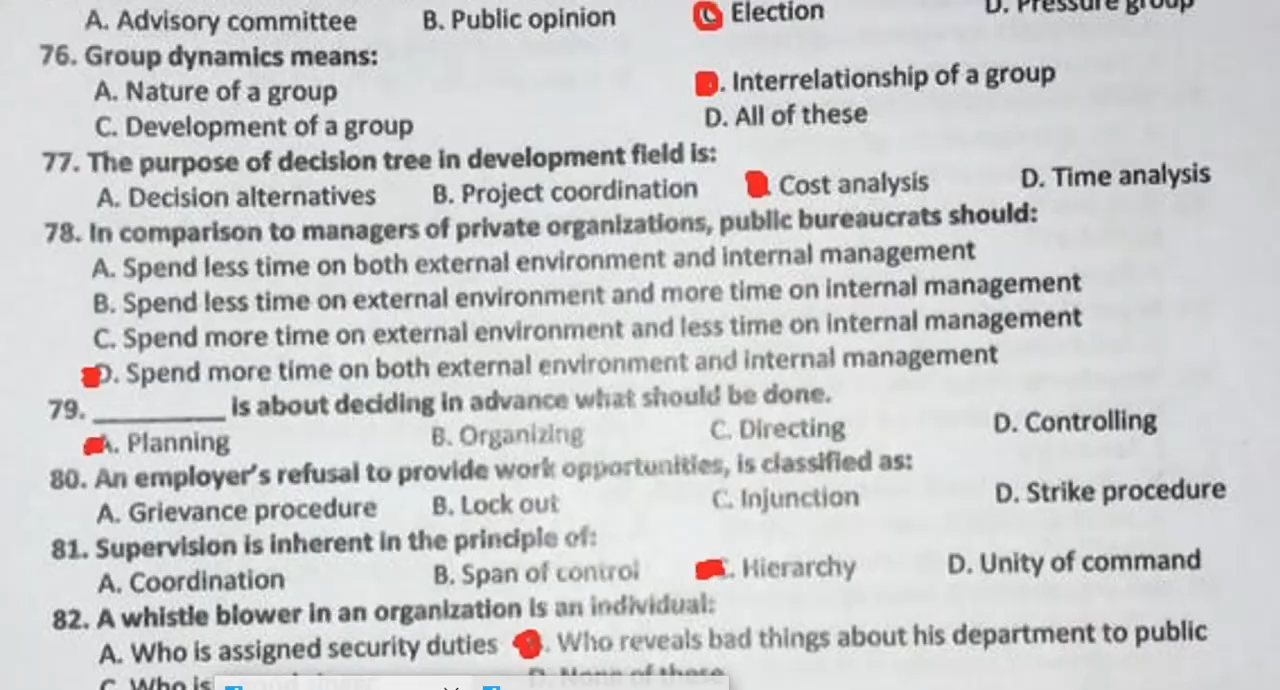 A. Advisory committee B. Public opinion Election D. Pressure group
76. Group dynamics means:
A. Nature of a group . Interrelationship of a group
C. Development of a group D. All of these
77. The purpose of decision tree in development field is:
A. Decision alternatives B. Project coordination . Cost analysis D. Time analysis
78. In comparison to managers of private organizations, public bureaucrats should:
A. Spend less time on both external environment and internal management
B. Spend less time on external environment and more time on internal management
C. Spend more time on external environment and less time on internal management
D. Spend more time on both external environment and internal management
79. __________ is about deciding in advance what should be done.
A. Planning B. Organizing C. Directing D. Controlling
80. An employer's refusal to provide work opportunities, is classified as:
A. Grievance procedure B. Lock out C. Injunction D. Strike procedure
81. Supervision is inherent in the principle of:
A. Coordination B. Span of control . Hierarchy D. Unity of command
82. A whistle blower in an organization is an individual:
A. Who is assigned security duties . Who reveals bad things about his department to public
C. Who is D. None of these